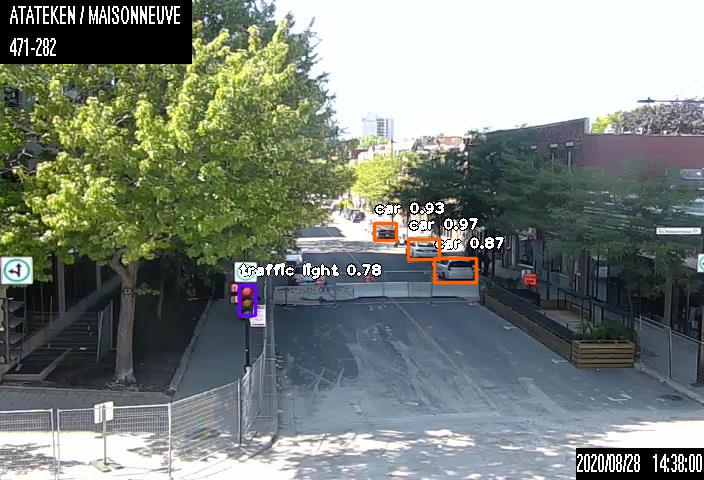 ATATEKEN / MAISONNEUVE
471-282
car 0.93
car 0.97
car 0.87
traffic light 0.78
2020/08/28 14:38:00